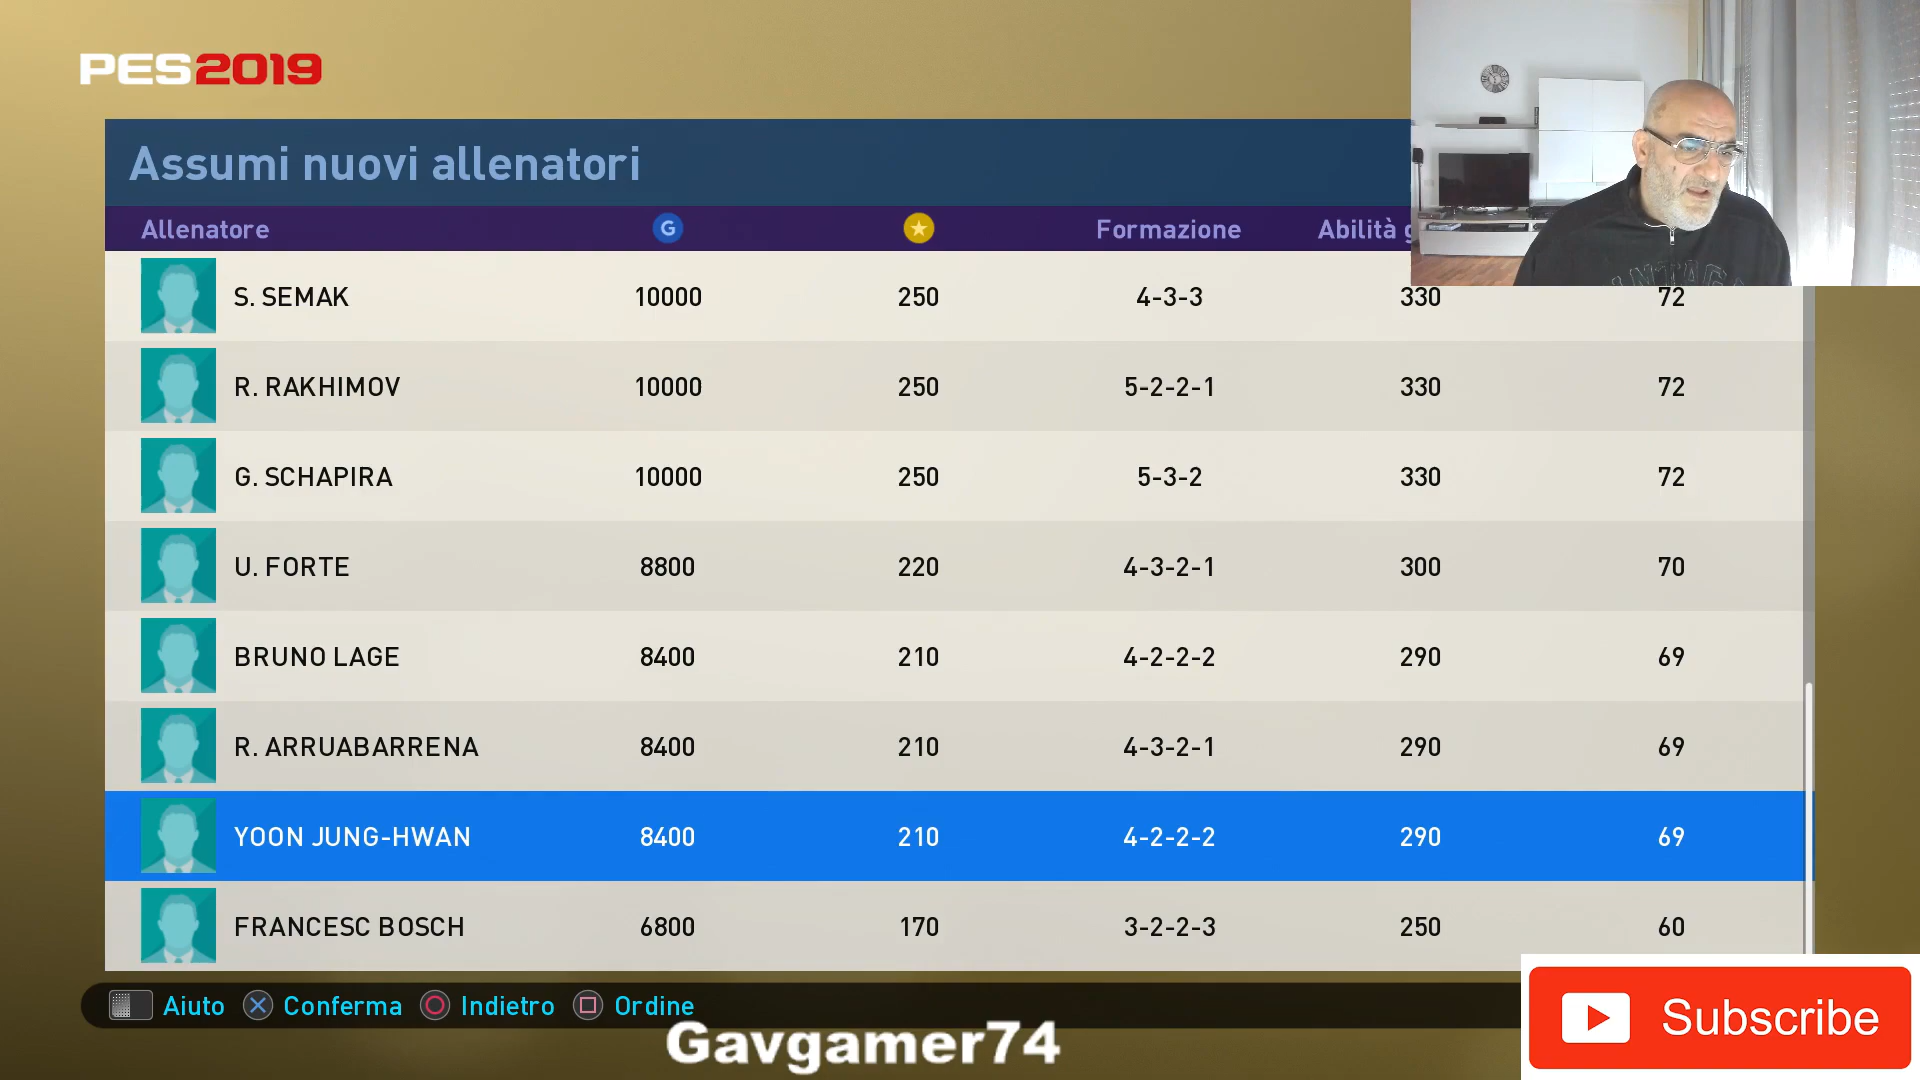 PES2019
Assumi nuovi allenatori
Allenatore G Formazione Abilità g
S. SEMAK 10000 250 4-3-3 330 72
R. RAKHIMOV 10000 250 5-2-2-1 330 72
G. SCHAPIRA 10000 250 5-3-2 330 72
U. FORTE 8800 220 4-3-2-1 300 70
BRUNO LAGE 8400 210 4-2-2-2 290 69
R. ARRUABARRENA 8400 210 4-3-2-1 290 69
YOON JUNG-HWAN 8400 210 4-2-2-2 290 69
FRANCESC BOSCH 6800 170 3-2-2-3 250 60
Aiuto Conferma Indietro Ordine
Gavgamer74
Subscribe